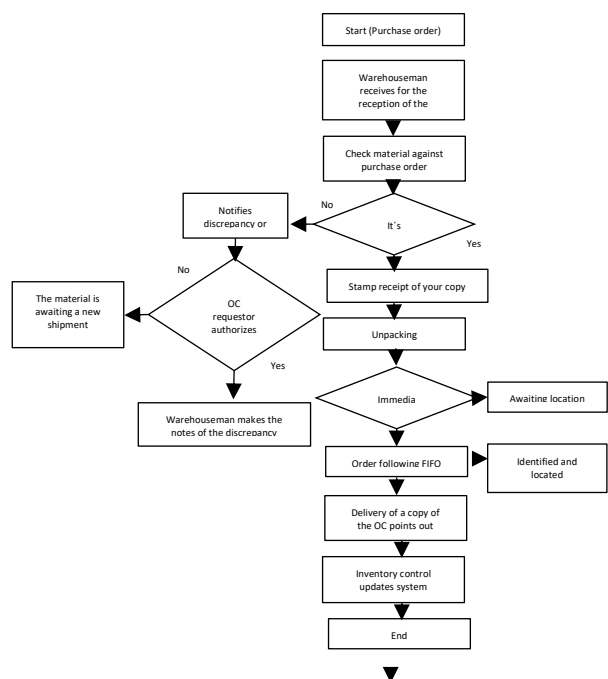 Start (Purchase order)
Warehouseman
receives for the
reception of the
Check material against
purchase order
No
Notifies
discrepancy or
It´s
Yes
No
OC
requestor
authorizes
The material is
awaiting a new
shipment
Stamp receipt of your copy
Unpacking
Yes
Immedia
Awaiting location
Warehouseman makes the
notes of the discrepancy
Order following FIFO
Identified and
located
Delivery of a copy of
the OC points out
Inventory control
updates system
End